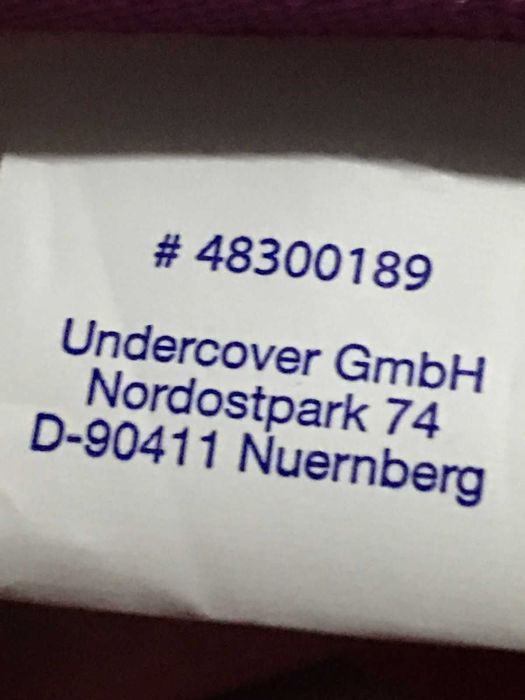 # 48300189
Undercover GmbH
Nordostpark 74
D-90411 Nuernberg